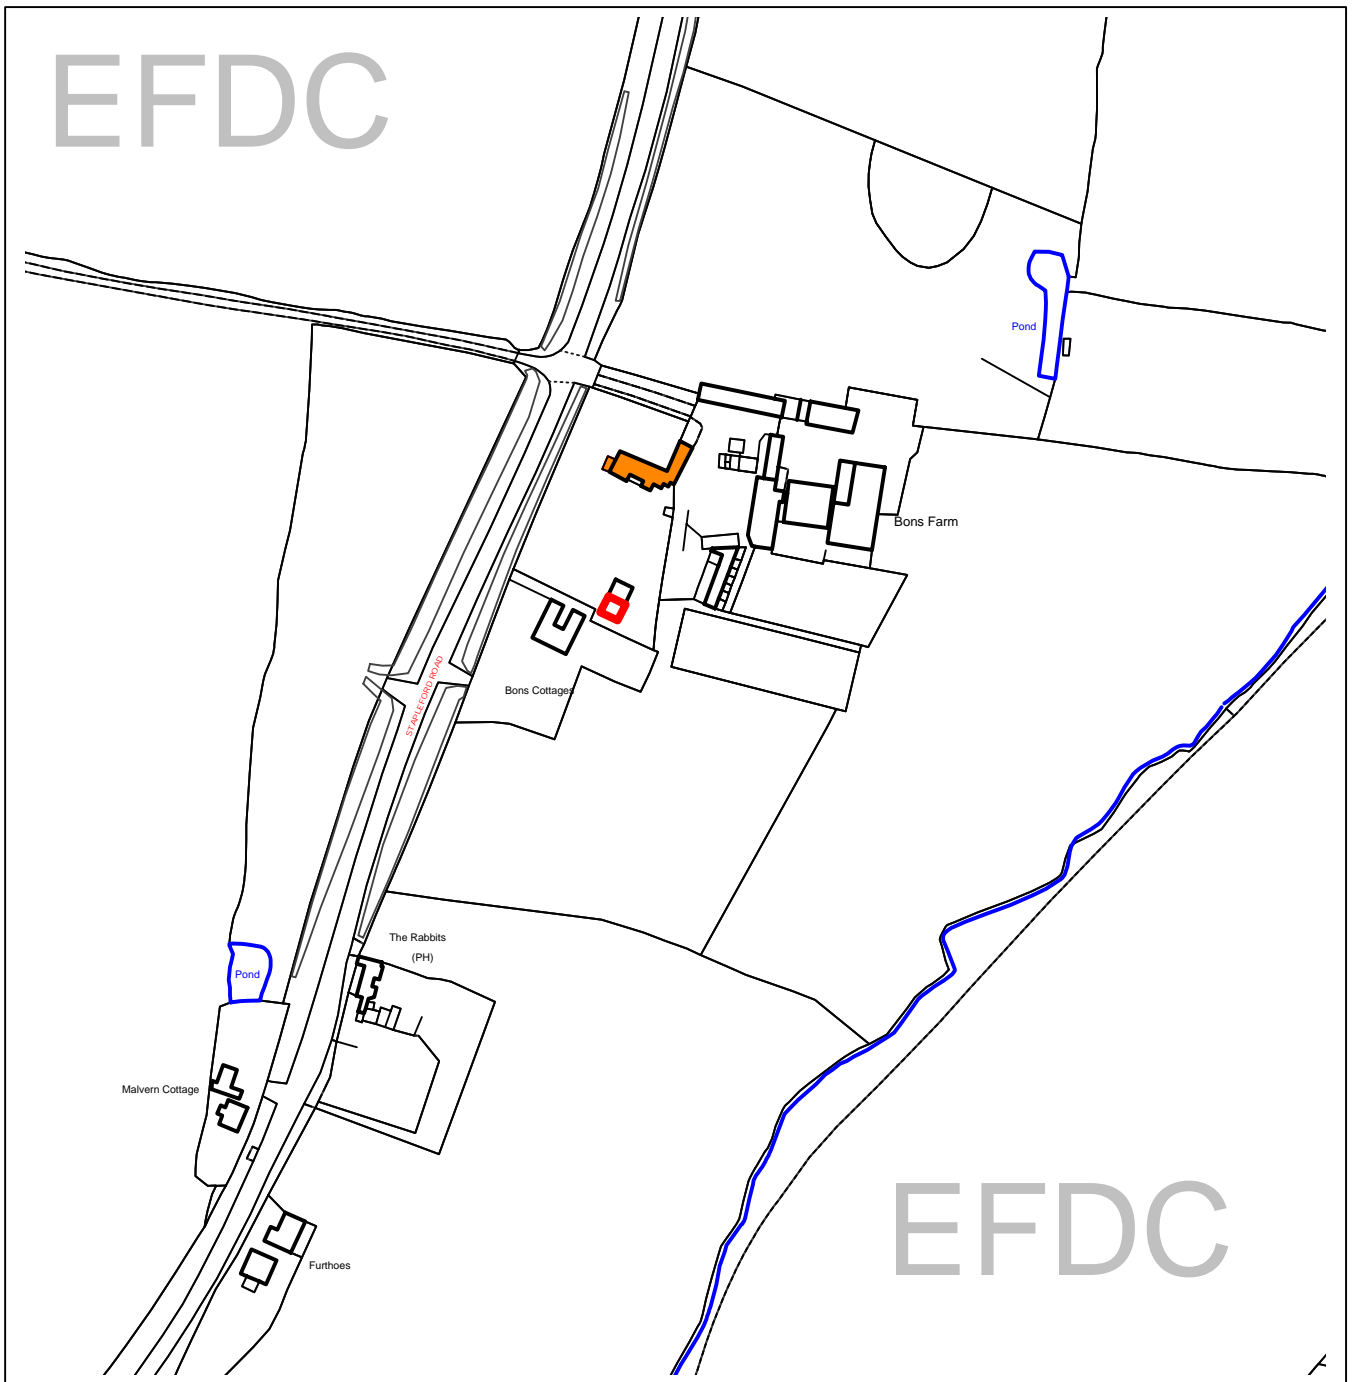 EFDC
Pond
Bons Farm
STAPLEFORD ROAD
Bons Cottages
The Rabbits
(PH)
Pond
Malvern Cottage
EFDC
Furthoes